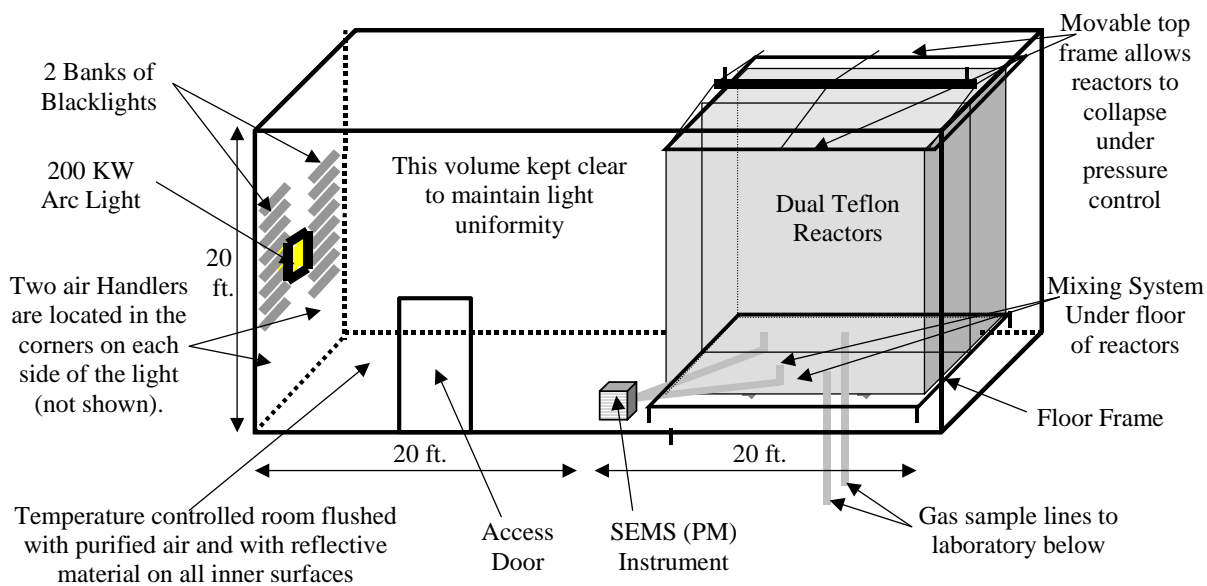 2 Banks of
Blacklights
200 KW
Arc Light
Two air Handlers
are located in the
corners on each
side of the light
(not shown).
20
ft.
This volume kept clear
to maintain light
uniformity
Dual Teflon
Reactors
Movable top
frame allows
reactors to
collapse
under
pressure
control
Mixing System
Under floor
of reactors
Floor Frame
20 ft.
20 ft.
Temperature controlled room flushed
with purified air and with reflective
material on all inner surfaces
Access
Door
SEMS (PM)
Instrument
Gas sample lines to
laboratory below